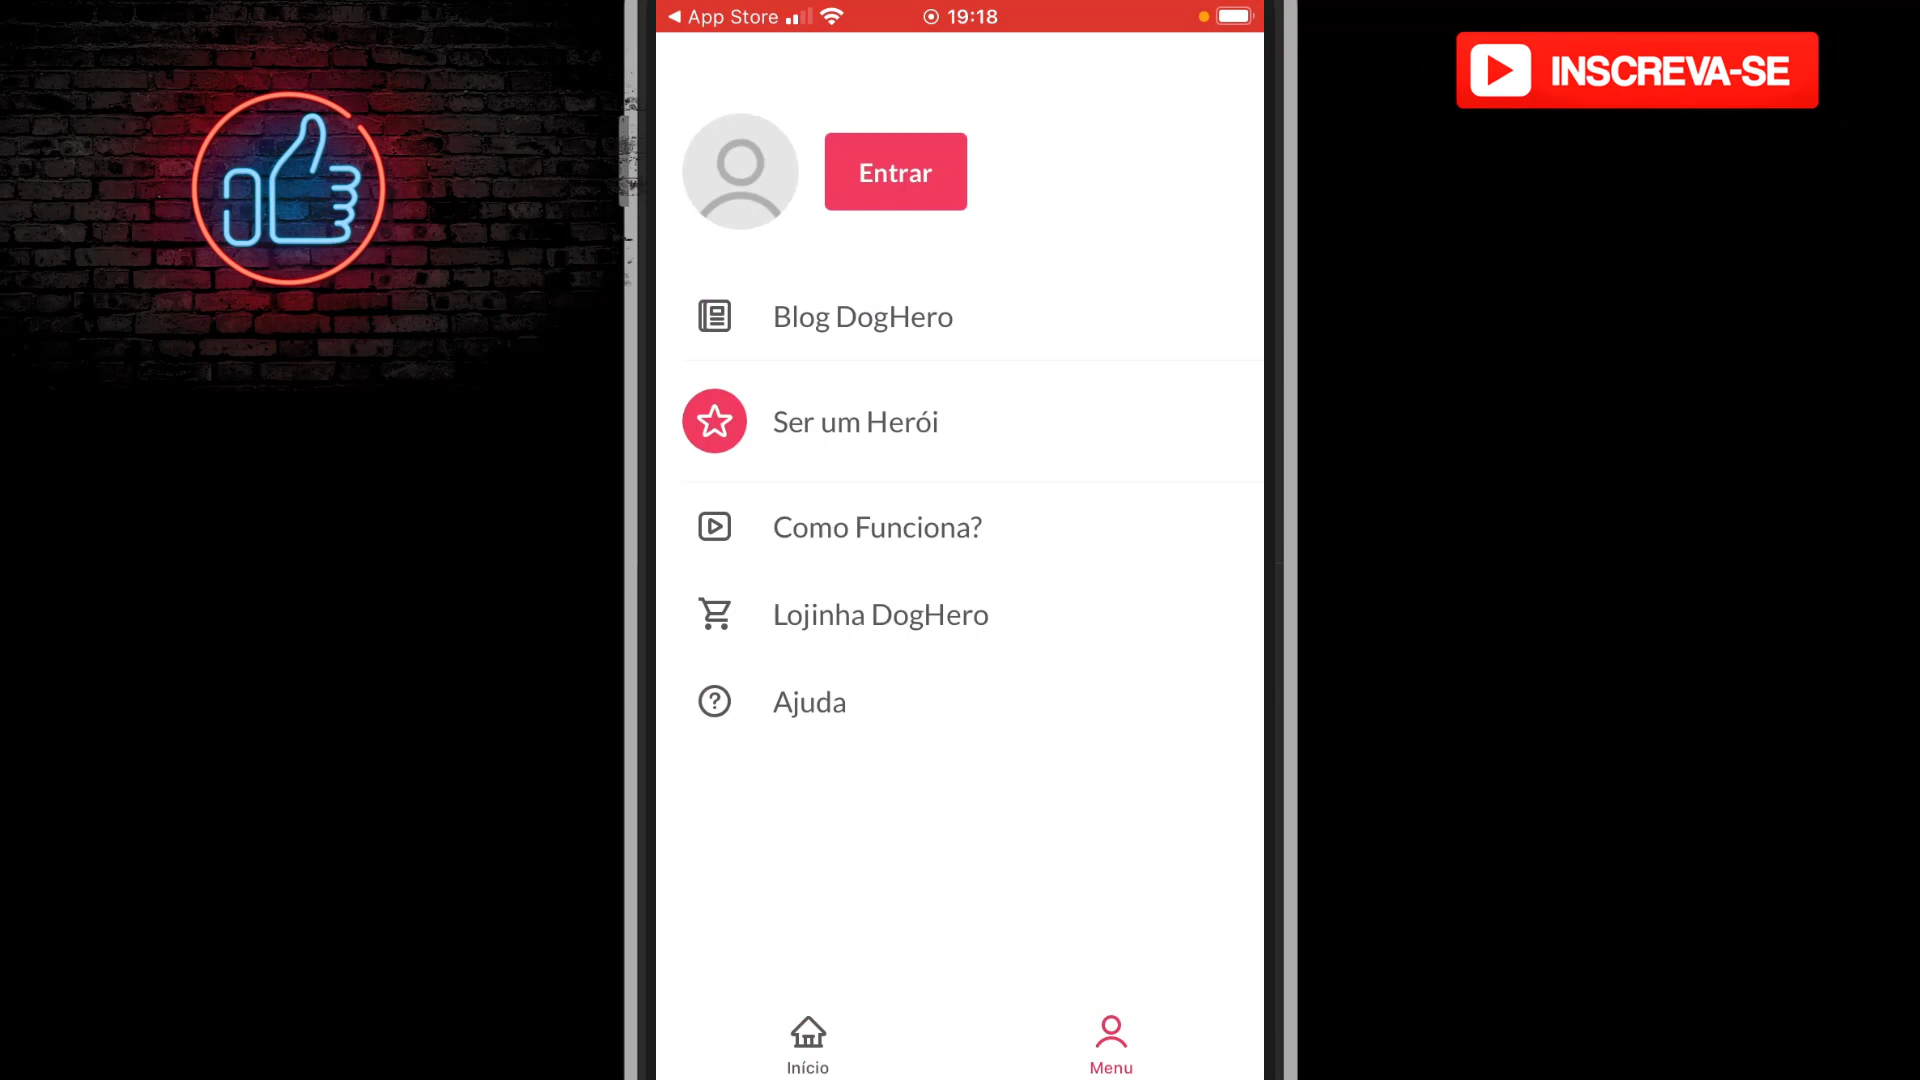 App Store
19:18
INSCREVA-SE
Entrar
Blog DogHero
Ser um Herói
Como Funciona?
Lojinha DogHero
Ajuda
Início
Menu